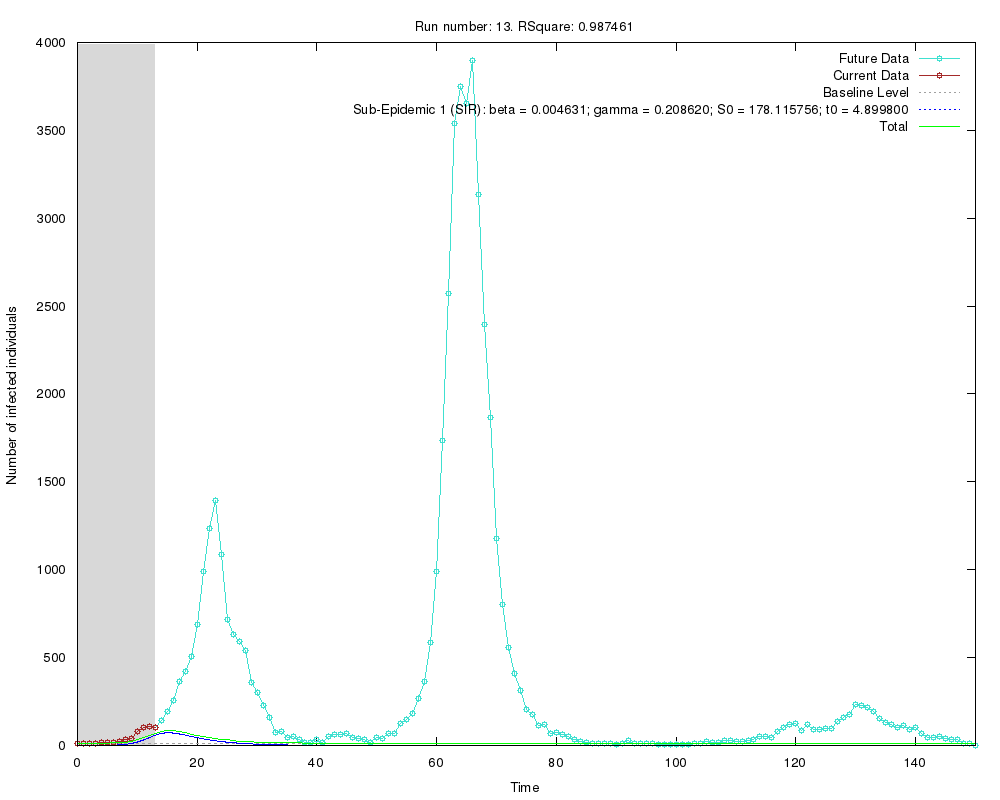 Run number: 13. RSquare: 0.987461
Future Data
Current Data
Baseline Level
Sub-Epidemic 1 (SIR): beta = 0.004631; gamma = 0.208620; S0 = 178.115756; t0 = 4.899800
Total
Number of infected individuals
4000
3500
3000
2500
2000
1500
1000
500
0
0 20 40 60 80 100 120 140
Time